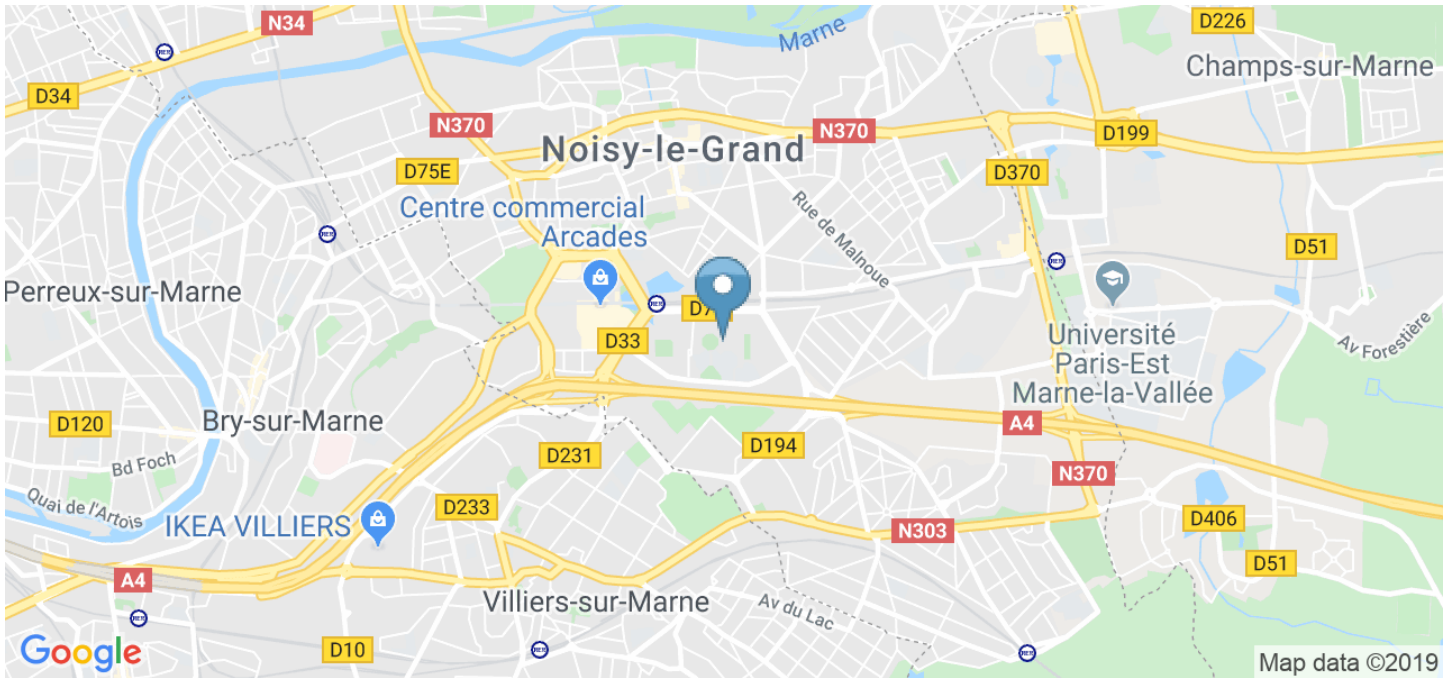 N34
D226
Marne
Champs-sur-Marne
D34
N370
N370
D199
Noisy-le-Grand
D75E
D370
Rue de Malnoue
Centre commercial
Arcades
D51
Perreux-sur-Marne
D33
Université
Paris-Est
Marne-la-Vallée
Av Forestière
Bry-sur-Marne
D120
A4
D231
D194
Bd Foch
N370
Quai de l'Artois
D233
IKEA VILLIERS
D406
N303
A4
D51
Villiers-sur-Marne
Av du Lac
D10
Google
Map data ©2019